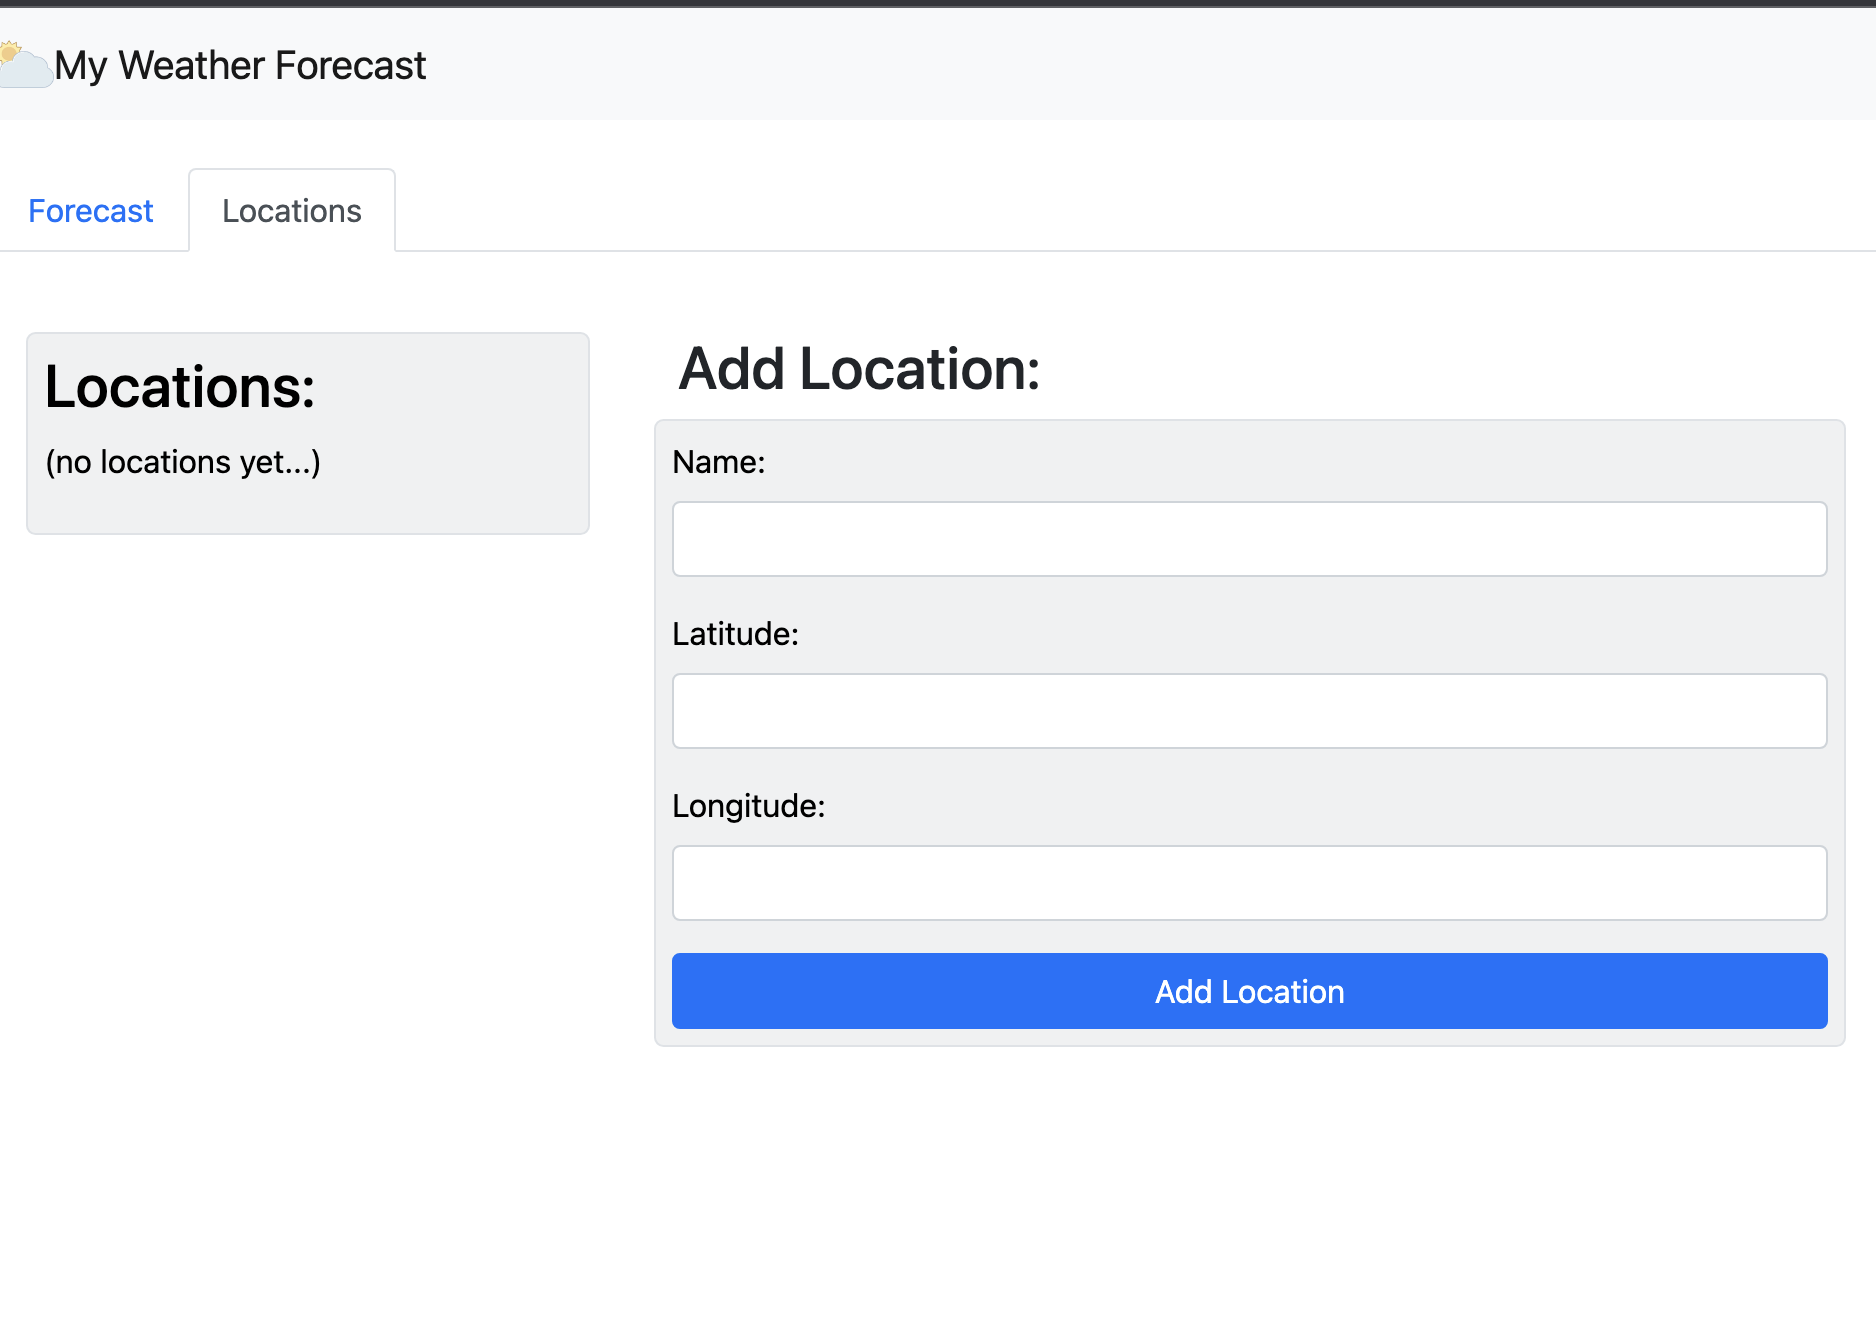 My Weather Forecast
Forecast
Locations
Locations:
(no locations yet...)
Add Location:
Name:
Latitude:
Longitude:
Add Location